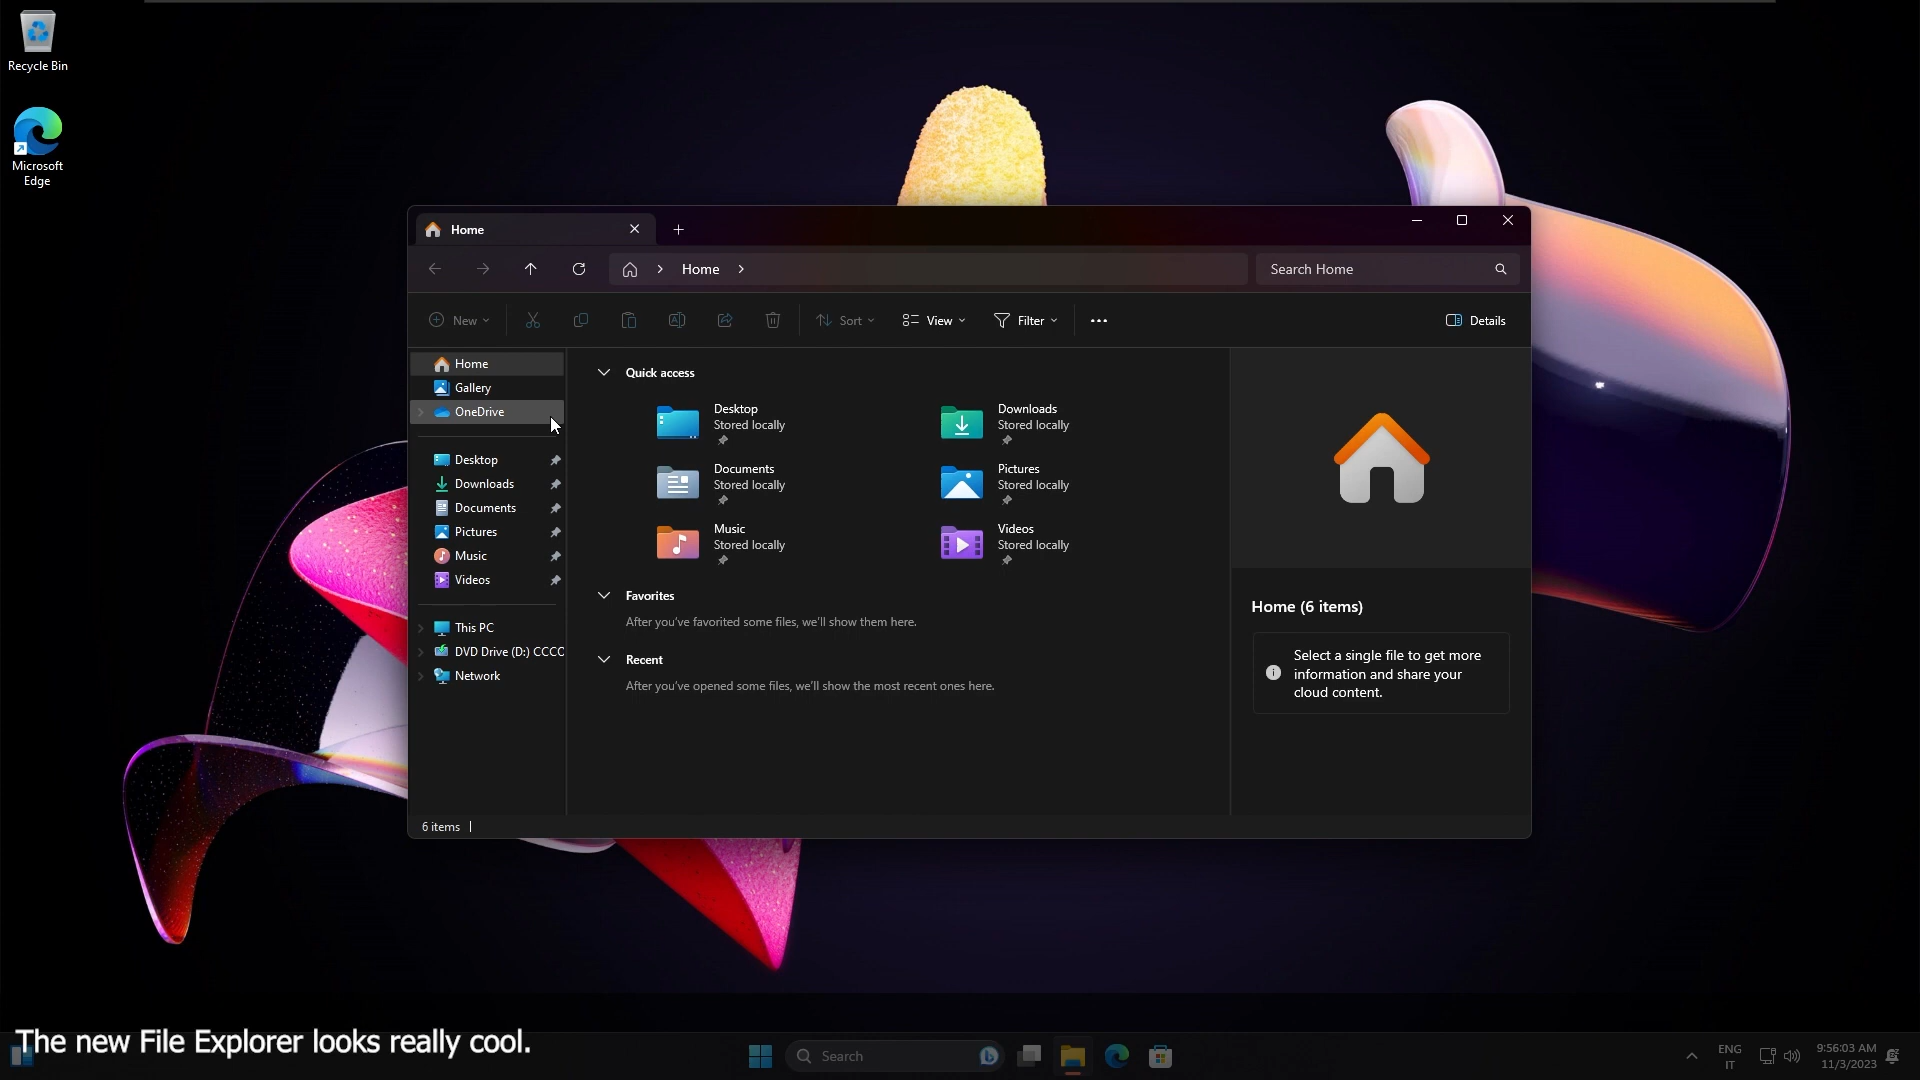 Recycle Bin
Microsoft
Edge
Home
Home
Search Home
New
Sort
View
Filter
Details
Home
Gallery
OneDrive
Desktop
Downloads
Documents
Pictures
Music
Videos
This PC
DVD Drive (D:) CCCO
Network
Quick access
Desktop
Stored locally
Downloads
Stored locally
Documents
Stored locally
Pictures
Stored locally
Music
Stored locally
Videos
Stored locally
Favorites
After you've favorited some files, we'll show them here.
Recent
After you've opened some files, we'll show the most recent ones here.
Home (6 items)
Select a single file to get more
information and share your
cloud content.
6 items
The new File Explorer looks really cool.
Search
ENG
IT
9:56:03 AM
11/3/2023